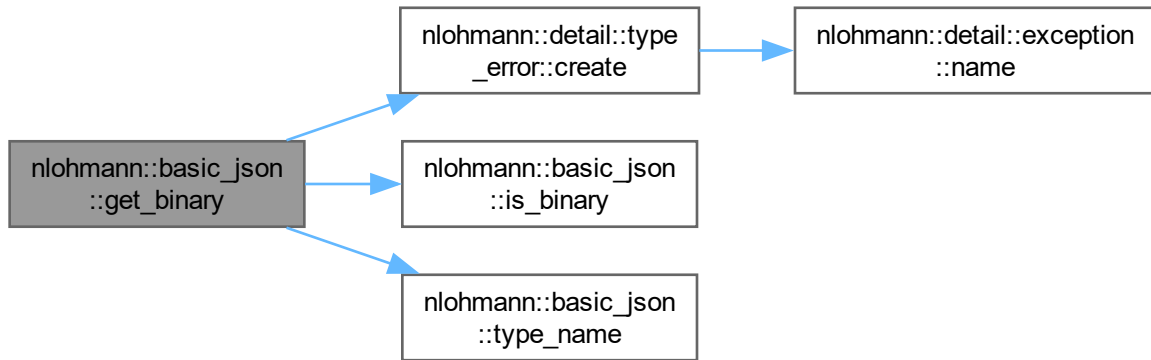 nlohmann::detail::type
_error::create
nlohmann::detail::exception
::name
nlohmann::basic_json
::get_binary
nlohmann::basic_json
::is_binary
nlohmann::basic_json
::type_name